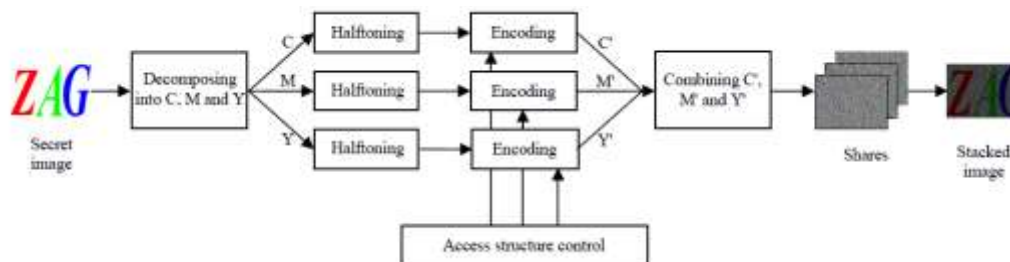 ZAG
Secret
image
Decomposing
into C, M and Y
C
M
Y
Halftoning
Halftoning
Halftoning
Encoding
Encoding
Encoding
C'
M'
Y'
Combining C',
M' and Y'
Shares
ZAG
Stacked
image
Access structure control